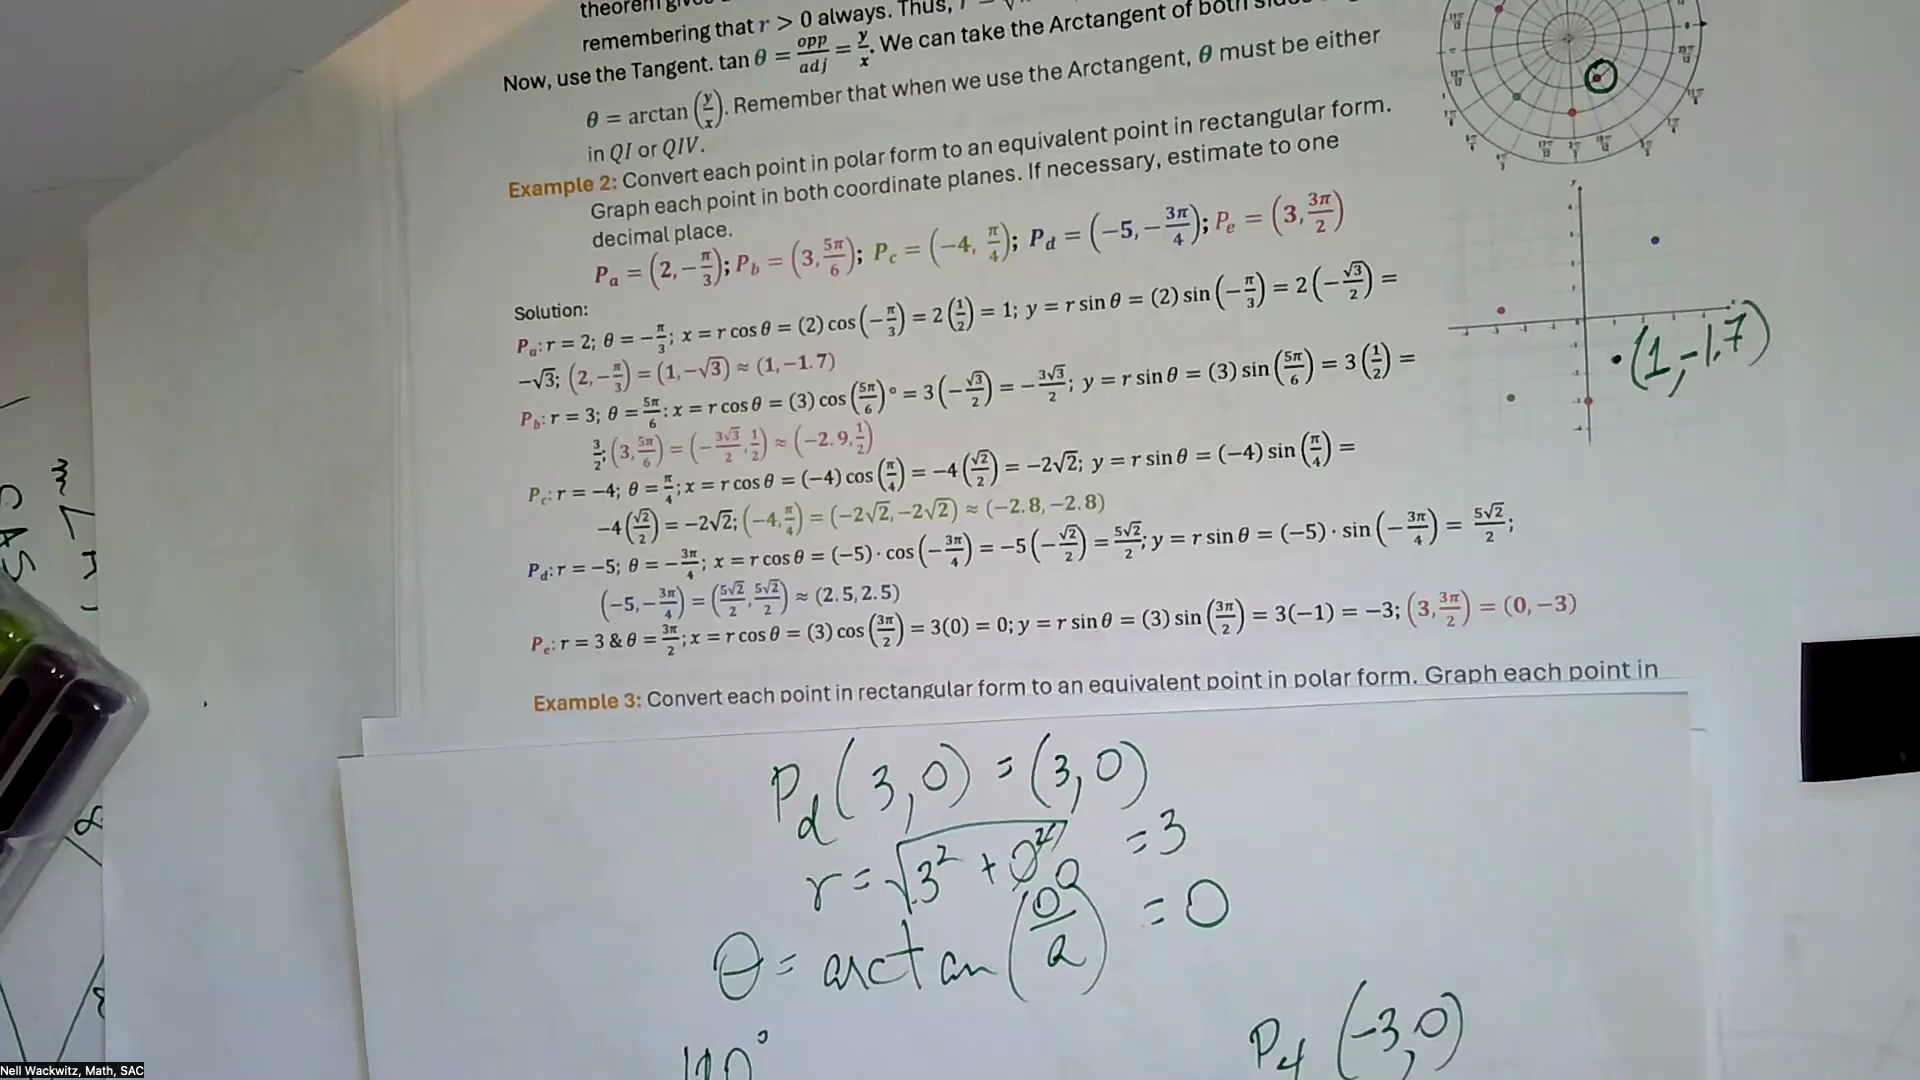 remembering that r > 0 always. Thus,
Now, use the Tangent. tan θ = opp/adj = y/x. We can take the Arctangent of both
θ = arctan (y/x). Remember that when we use the Arctangent, θ must be either
in QI or QIV.
Example 2: Convert each point in polar form to an equivalent point in rectangular form.
Graph each point in both coordinate planes. If necessary, estimate to one
decimal place.
P_a = (2, −π/3); P_b = (3, 5π/6); P_c = (−4, π/4); P_d = (−5, −3π/4); P_e = (3, 3π/2)
Solution:
P_a: r = 2; θ = −π/3; x = r cos θ = (2) cos (−π/3) = 2 (1/2) = 1; y = r sin θ = (2) sin (−π/3) = 2 (−√3/2) =
−√3; (2, −π/3) = (1, −√3) ≈ (1, −1.7)
(1, −1.7)
P_b: r = 3; θ = 5π/6; x = r cos θ = (3) cos (5π/6)° = 3 (−√3/2) = −3√3/2; y = r sin θ = (3) sin (5π/6) = 3 (1/2) =
3/2; (3, 5π/6) = (−3√3/2, 1/2) ≈ (−2.9, 1/2)
P_c: r = −4; θ = π/4; x = r cos θ = (−4) cos (π/4) = −4 (√2/2) = −2√2; y = r sin θ = (−4) sin (π/4) =
−4 (√2/2) = −2√2; (−4, π/4) = (−2√2, −2√2) ≈ (−2.8, −2.8)
P_d: r = −5; θ = −3π/4; x = r cos θ = (−5) · cos (−3π/4) = −5 (−√2/2) = 5√2/2; y = r sin θ = (−5) · sin (−3π/4) = 5√2/2;
(−5, −3π/4) = (5√2/2, 5√2/2) ≈ (2.5, 2.5)
P_e: r = 3 & θ = 3π/2; x = r cos θ = (3) cos (3π/2) = 3(0) = 0; y = r sin θ = (3) sin (3π/2) = 3(−1) = −3; (3, 3π/2) = (0, −3)
Example 3: Convert each point in rectangular form to an equivalent point in polar form. Graph each point in
P_d (3, 0) = (3, 0)
r = √3² + 0² = 3
θ = arctan (0/2) = 0
P_f (−3, 0)
Nell Wackwitz, Math, SAC